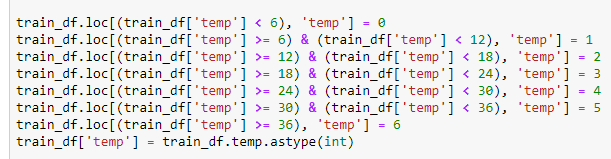 train_df.loc[(train_df['temp'] < 6), 'temp'] = 0
train_df.loc[(train_df['temp'] >= 6) & (train_df['temp'] < 12), 'temp'] = 1
train_df.loc[(train_df['temp'] >= 12) & (train_df['temp'] < 18), 'temp'] = 2
train_df.loc[(train_df['temp'] >= 18) & (train_df['temp'] < 24), 'temp'] = 3
train_df.loc[(train_df['temp'] >= 24) & (train_df['temp'] < 30), 'temp'] = 4
train_df.loc[(train_df['temp'] >= 30) & (train_df['temp'] < 36), 'temp'] = 5
train_df.loc[(train_df['temp'] >= 36), 'temp'] = 6
train_df['temp'] = train_df.temp.astype(int)